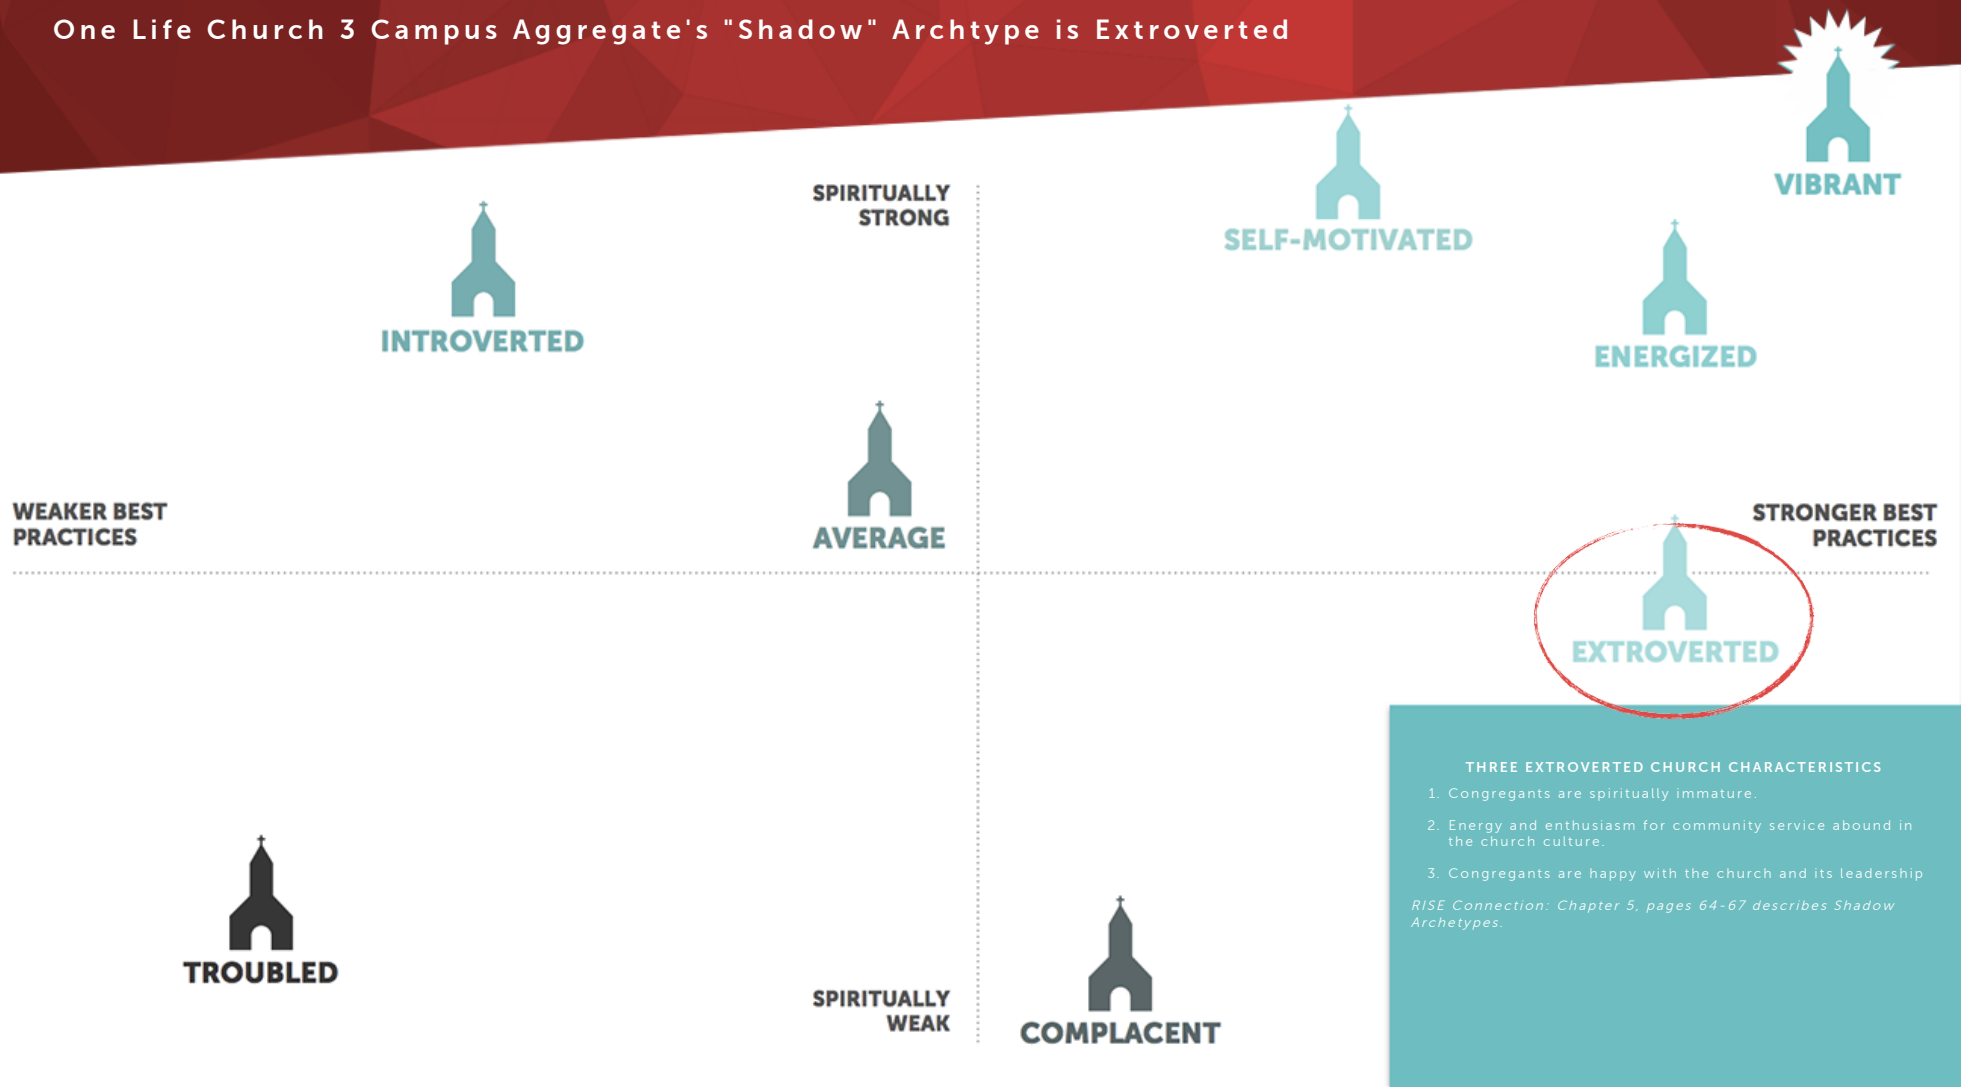 One Life Church 3 Campus Aggregate's "Shadow" Archtype is Extroverted
VIBRANT
SPIRITUALLY
STRONG
SELF-MOTIVATED
INTROVERTED
ENERGIZED
WEAKER BEST
PRACTICES
AVERAGE
STRONGER BEST
PRACTICES
EXTROVERTED
THREE EXTROVERTED CHURCH CHARACTERISTICS
1. Congregants are spiritually immature.
2. Energy and enthusiasm for community service abound in
the church culture.
3. Congregants are happy with the church and its leadership
RISE Connection: Chapter 5, pages 64-67 describes Shadow
Archetypes.
TROUBLED
SPIRITUALLY
WEAK
COMPLACENT